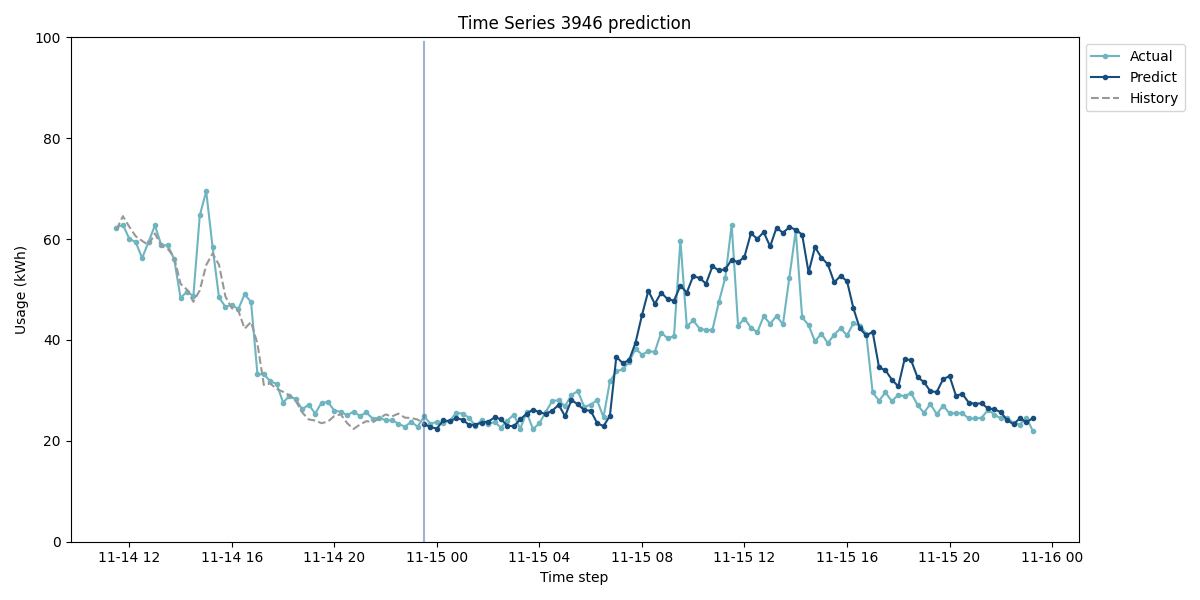 Time Series 3946 prediction
Usage (kWh)
100
80
60
40
20
0
11-14 12
11-14 16
11-14 20
11-15 00
11-15 04
11-15 08
11-15 12
11-15 16
11-15 20
11-16 00
Time step
Actual
Predict
History